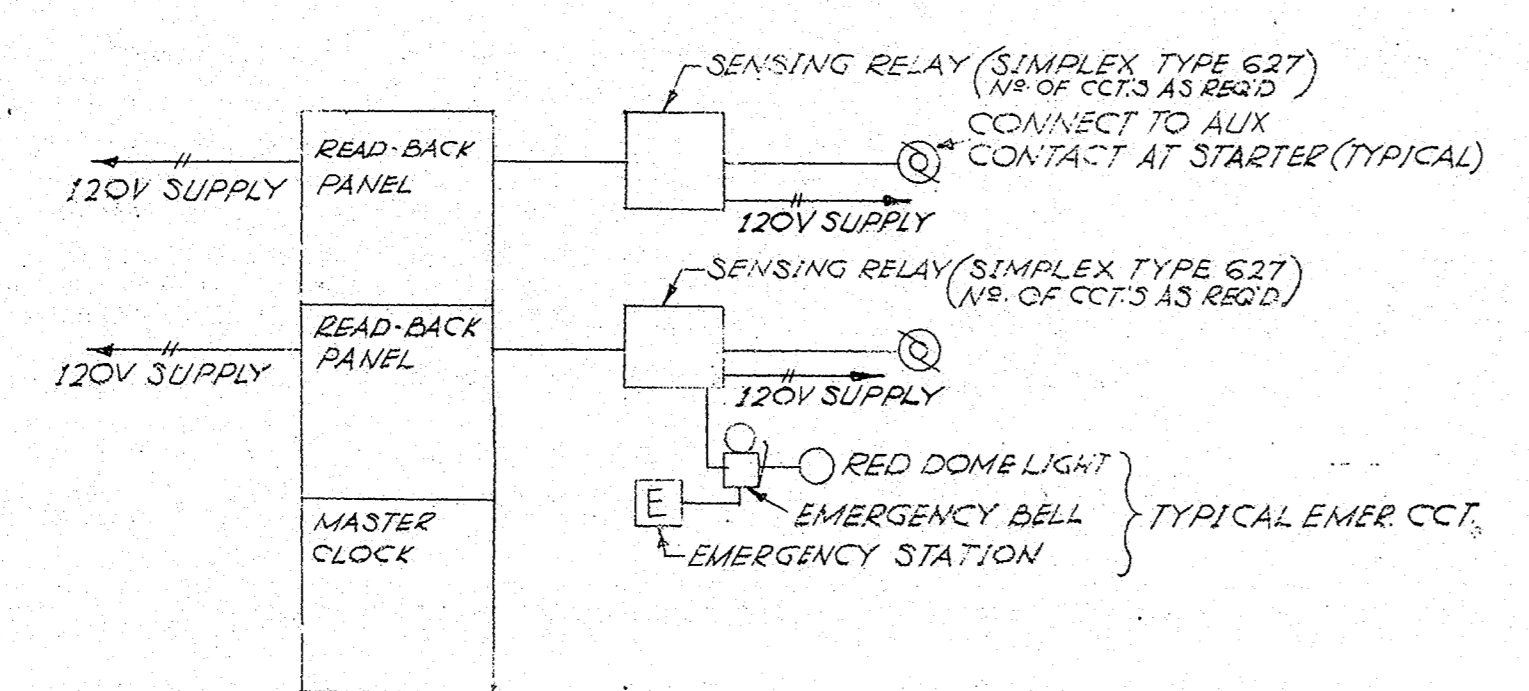 SENSING RELAY (SIMPLEX TYPE 627)
Nº. OF CCT.'S AS REQ'D
CONNECT TO AUX
CONTACT AT STARTER (TYPICAL)
READ-BACK
PANEL
120V SUPPLY
120V SUPPLY
SENSING RELAY (SIMPLEX TYPE 627)
Nº. OF CCT.'S AS REQ'D
READ-BACK
PANEL
120V SUPPLY
120V SUPPLY
RED DOME LIGHT
E
EMERGENCY BELL
TYPICAL EMER. CCT.
EMERGENCY STATION
MASTER
CLOCK